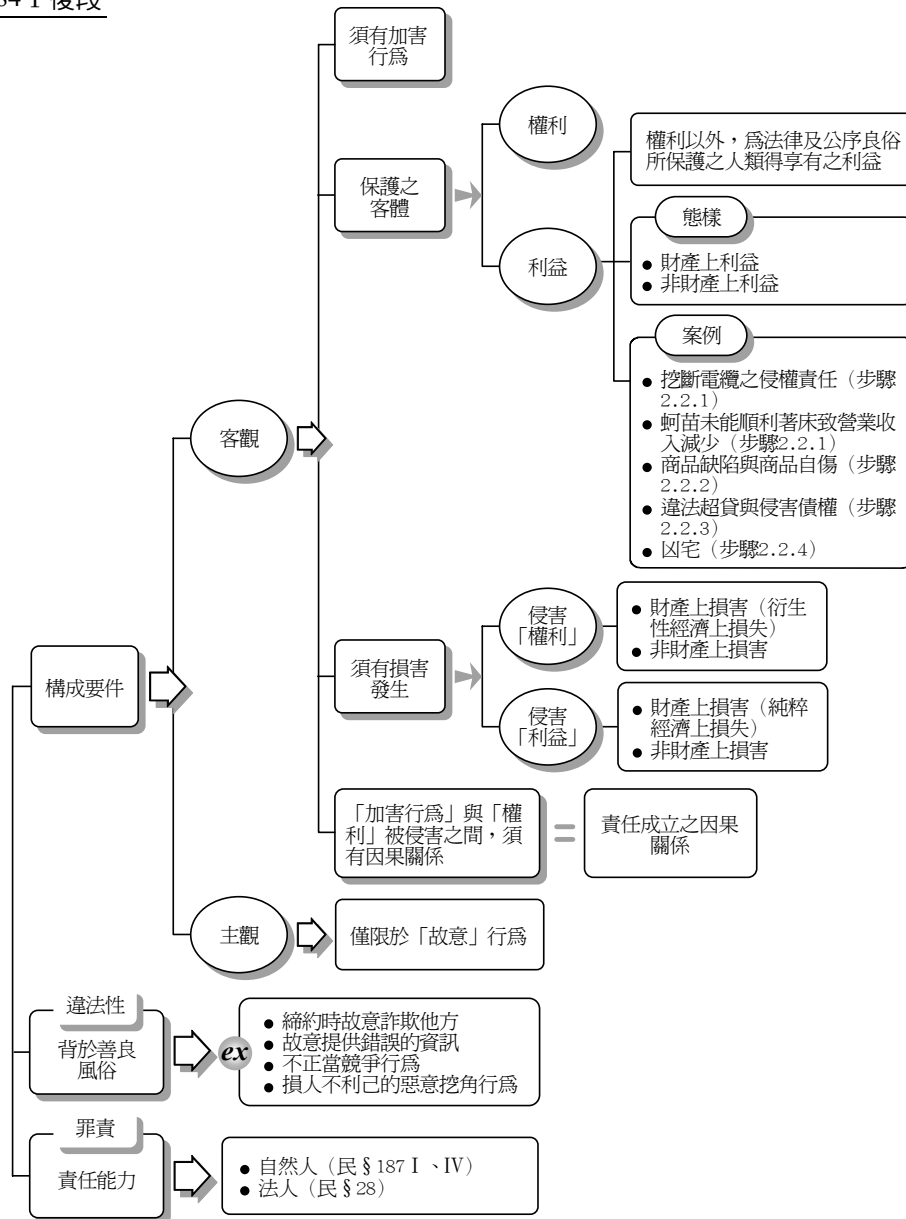 84 I 後段
須有加害
行為
保護之
客體
權利
利益
權利以外，為法律及公序良俗
所保護之人類得享有之利益
態樣
● 財產上利益
● 非財產上利益
案例
● 挖斷電纜之侵權責任（步驟
2.2.1）
● 蚵苗未能順利著床致營業收
入減少（步驟2.2.1）
● 商品缺陷與商品自傷（步驟
2.2.2）
● 違法超貸與侵害債權（步驟
2.2.3）
● 凶宅（步驟2.2.4）
客觀
構成要件
須有損害
發生
侵害
「權利」
● 財產上損害（衍生
性經濟上損失）
● 非財產上損害
侵害
「利益」
● 財產上損害（純粹
經濟上損失）
● 非財產上損害
「加害行為」與「權
利」被侵害之間，須
有因果關係
=
責任成立之因果
關係
主觀
僅限於「故意」行為
違法性
背於善良
風俗
ex
● 締約時故意詐欺他方
● 故意提供錯誤的資訊
● 不正當競爭行為
● 損人不利己的惡意挖角行為
罪責
責任能力
● 自然人（民§187 I、IV）
● 法人（民§28）